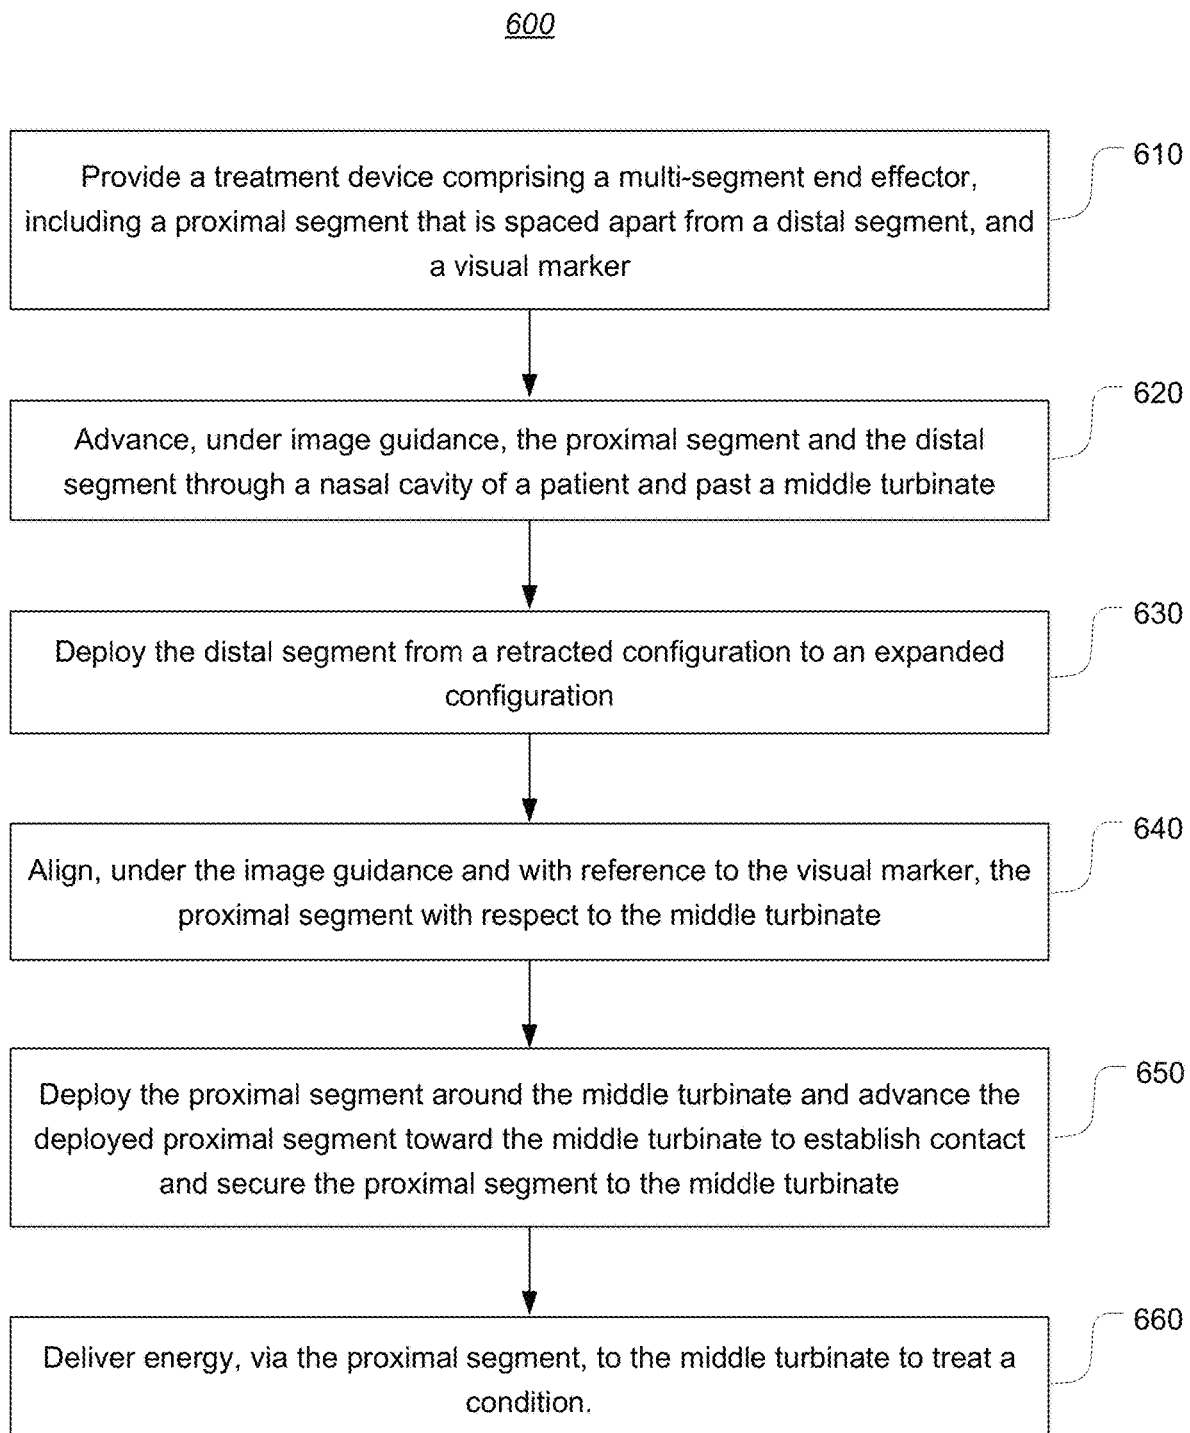 600
610
Provide a treatment device comprising a multi-segment end effector,
including a proximal segment that is spaced apart from a distal segment, and
a visual marker
620
Advance, under image guidance, the proximal segment and the distal
segment through a nasal cavity of a patient and past a middle turbinate
630
Deploy the distal segment from a retracted configuration to an expanded
configuration
640
Align, under the image guidance and with reference to the visual marker, the
proximal segment with respect to the middle turbinate
650
Deploy the proximal segment around the middle turbinate and advance the
deployed proximal segment toward the middle turbinate to establish contact
and secure the proximal segment to the middle turbinate
660
Deliver energy, via the proximal segment, to the middle turbinate to treat a
condition.